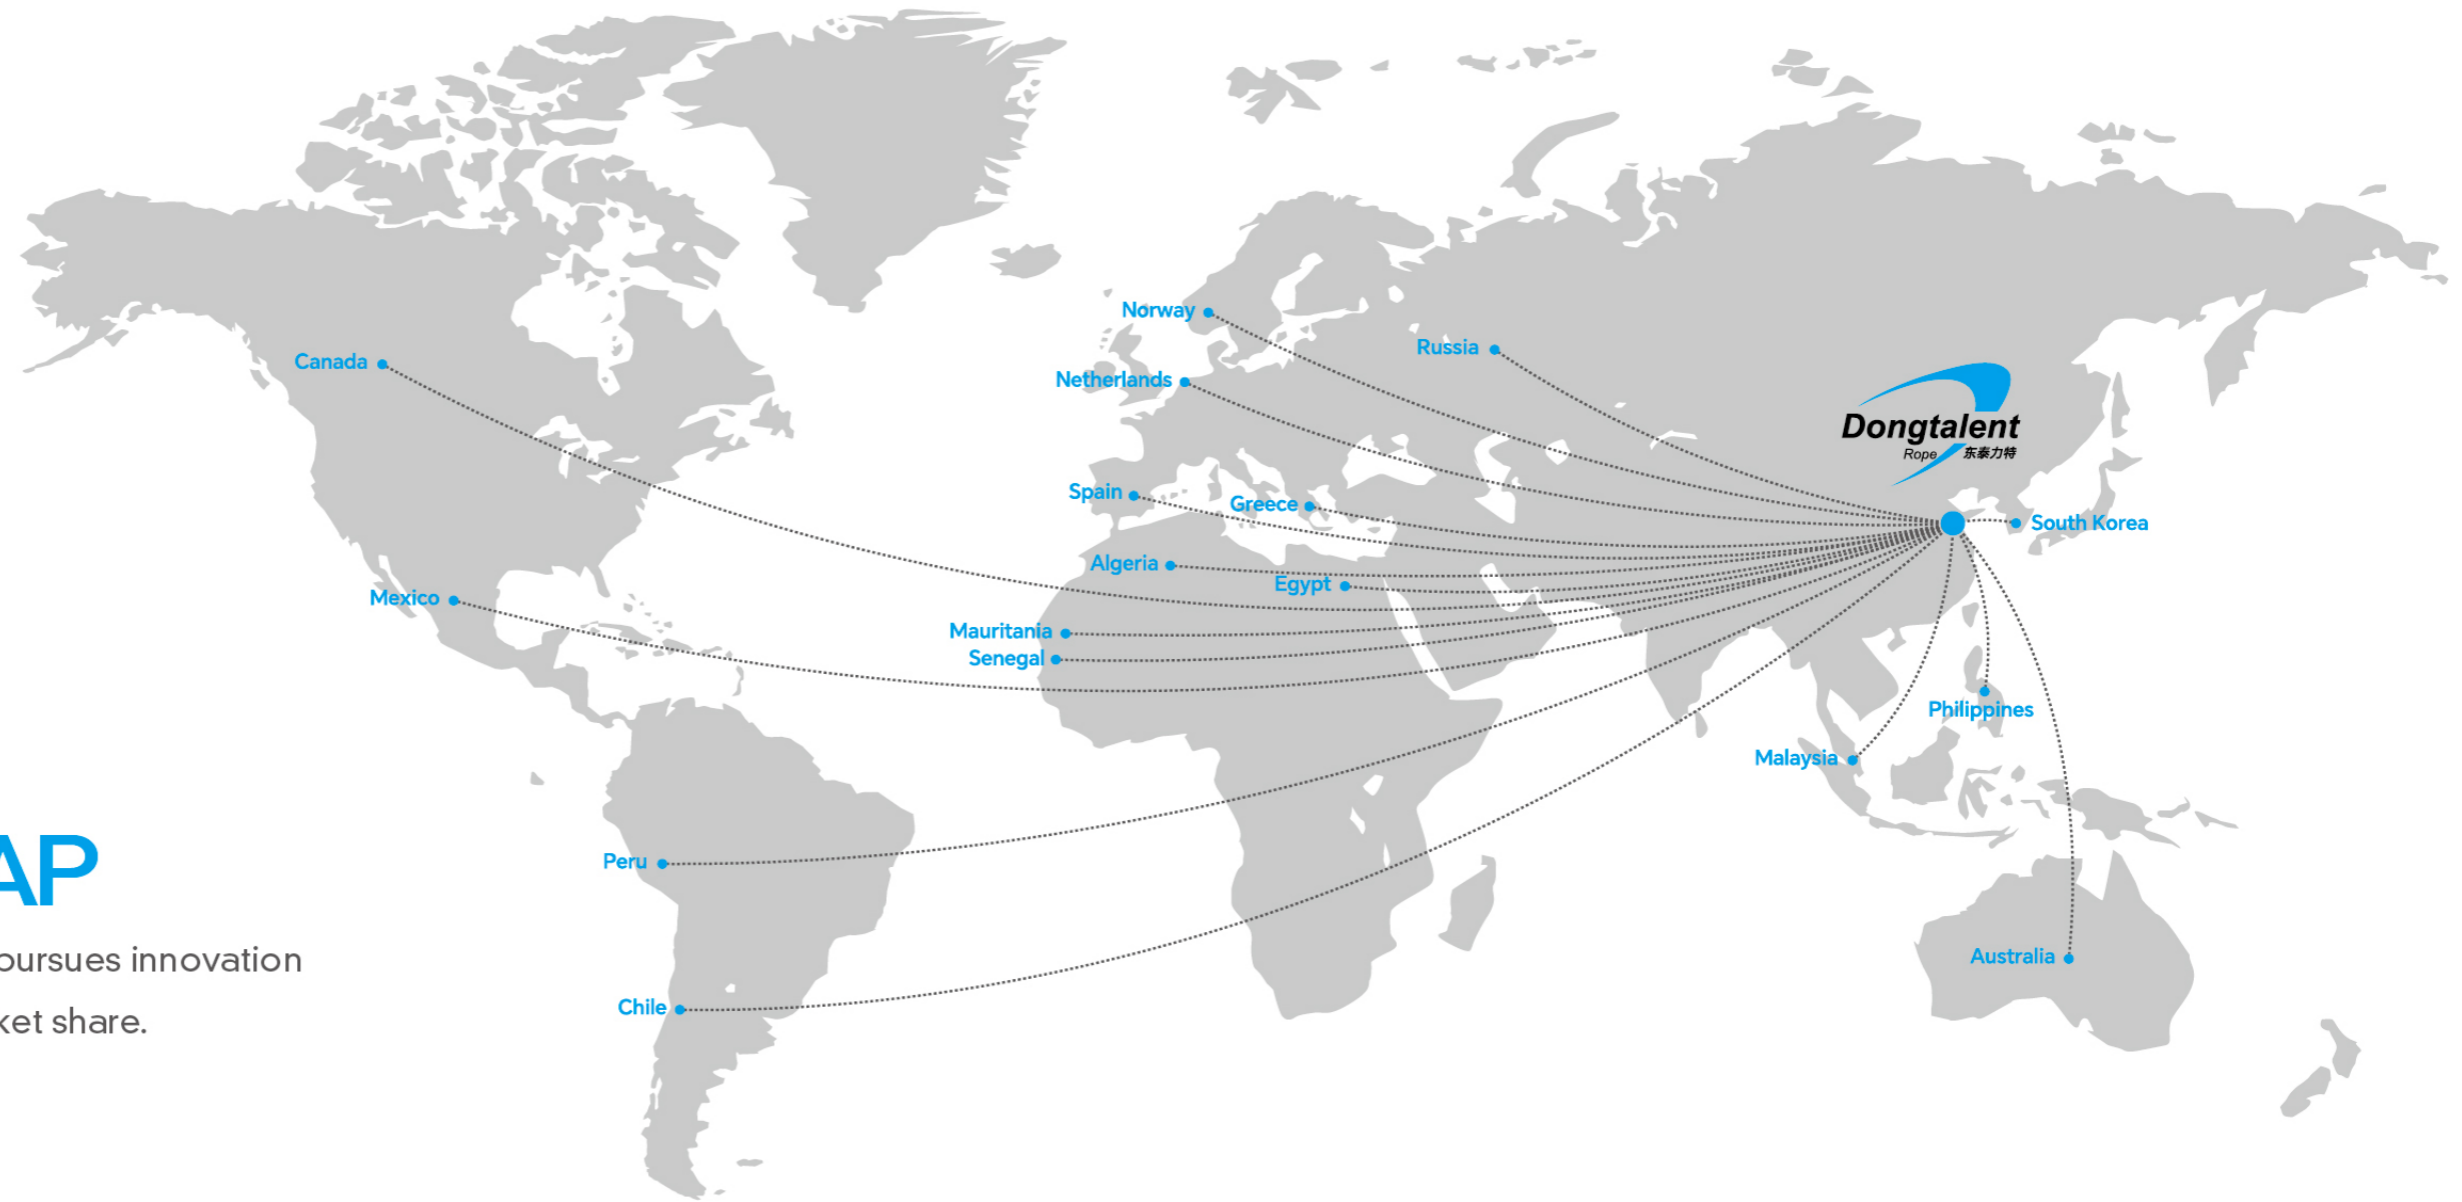 Norway
Russia
Canada
Netherlands
Dongtalent
Rope 东泰力特
Spain
Greece
South Korea
Algeria
Egypt
Mexico
Mauritania
Senegal
Philippines
Malaysia
AP
Peru
pursues innovation
Australia
Chile
ket share.